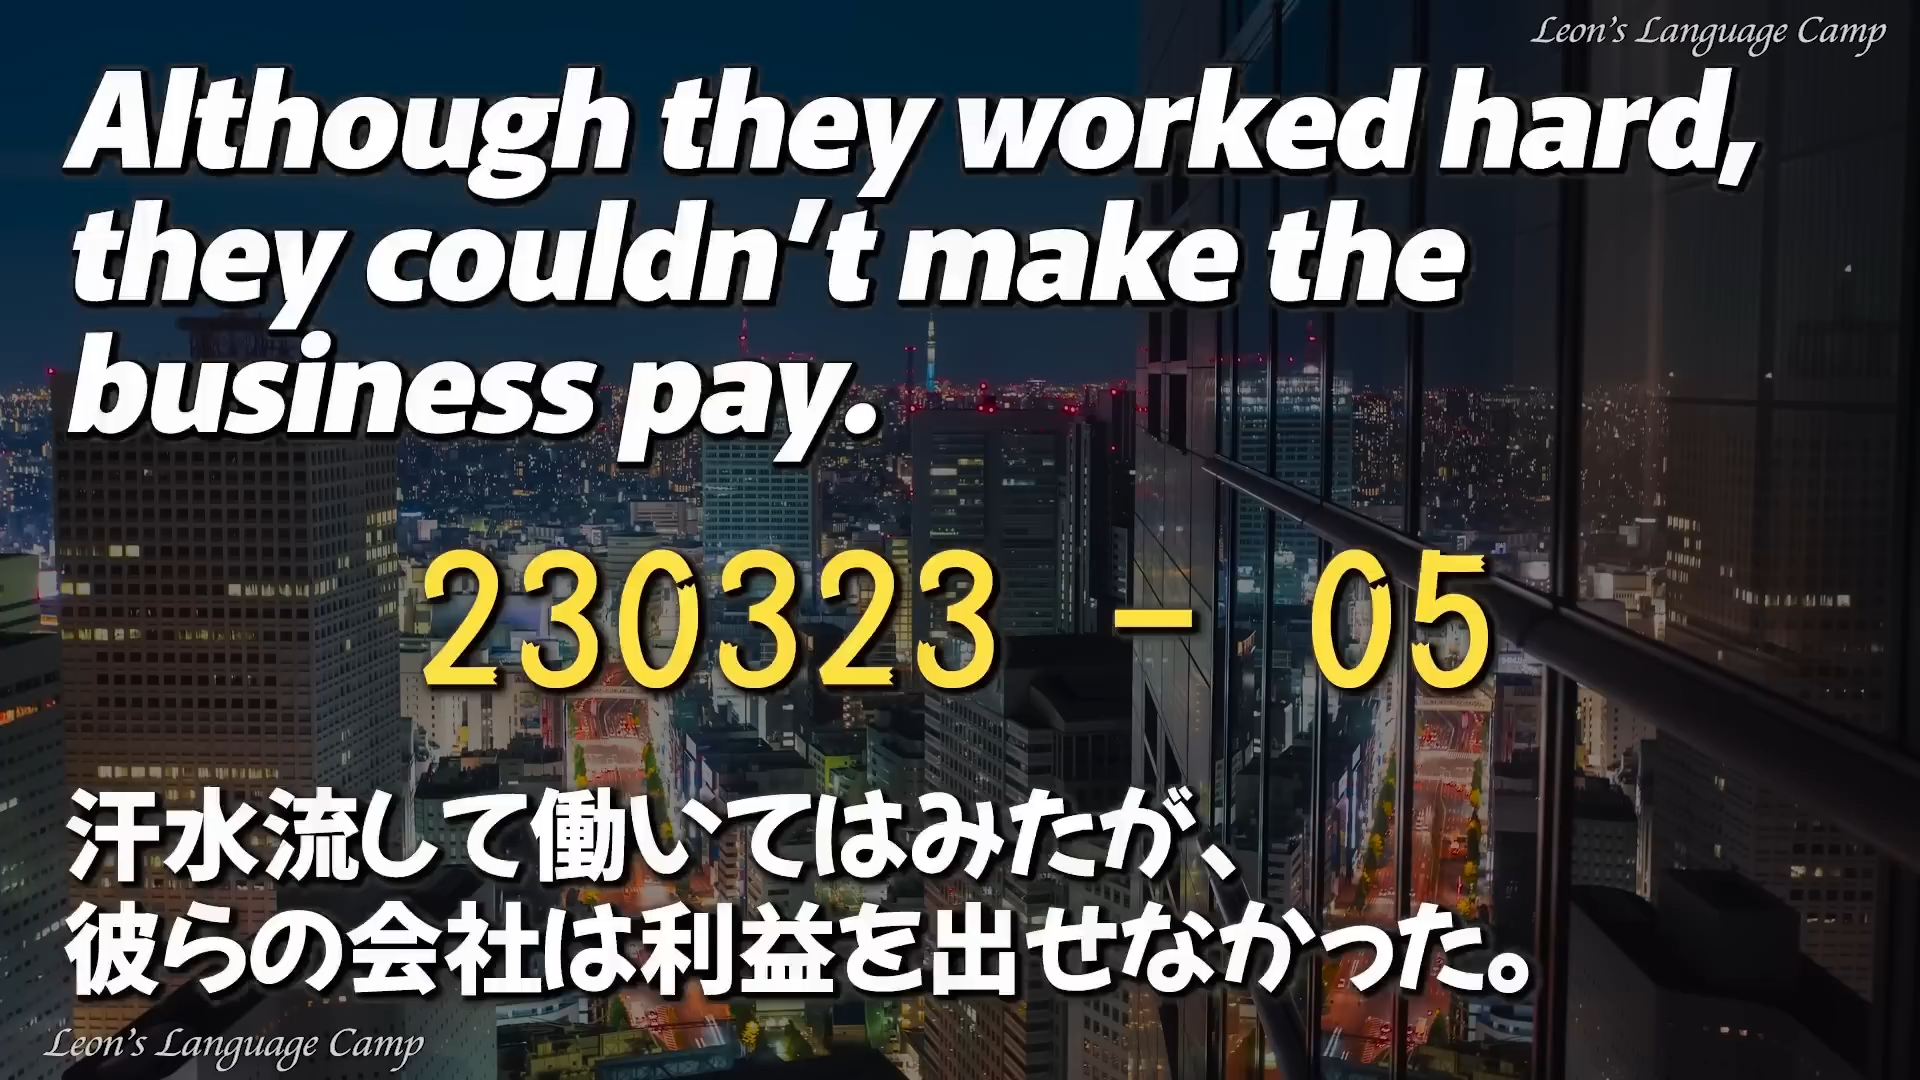 Leon's Language Camp
Although they worked hard,
they couldn't make the
business pay.
230323 - 05
汗水流して働いてはみたが、
彼らの会社は利益を出せなかった。
Leon's Language Camp